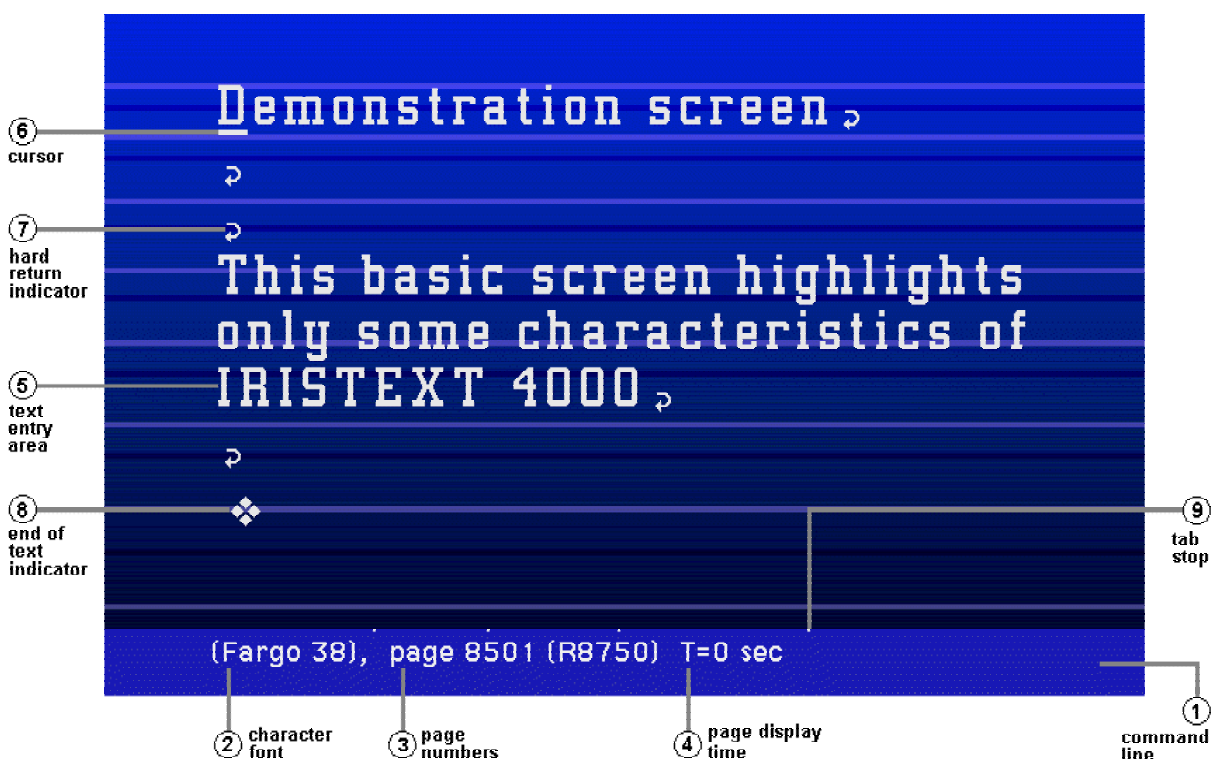 Demonstration screen
6
cursor
7
hard
return
indicator
This basic screen highlights
only some characteristics of
IRISTEXT 4000
5
text
entry
area
8
end of
text
indicator
9
tab
stop
(Fargo 38), page 8501 (R8750) T=0 sec
1
command
line
2 character
font
3 page
numbers
4 page display
time